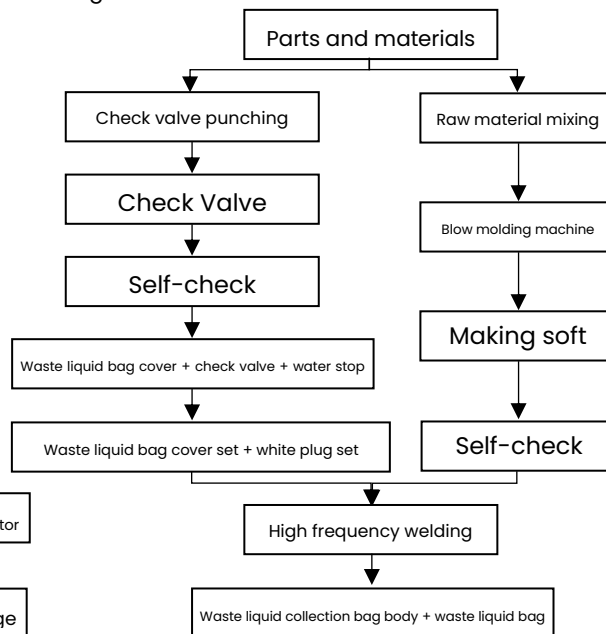 Parts and materials
Check valve punching
Raw material mixing
Check Valve
Blow molding machine
Self-check
Making soft
Waste liquid bag cover + check valve + water stop
Waste liquid bag cover set + white plug set
Self-check
High frequency welding
Waste liquid collection bag body + waste liquid bag